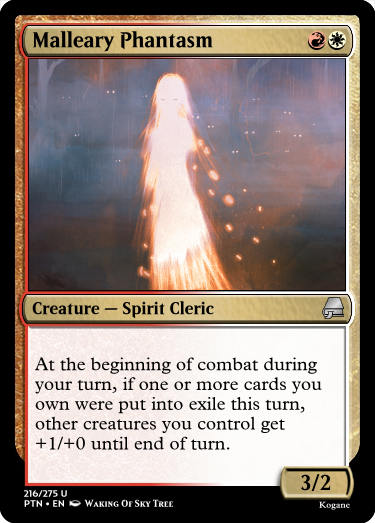 Malleary Phantasm
Creature — Spirit Cleric
At the beginning of combat during
your turn, if one or more cards you
own were put into exile this turn,
other creatures you control get
+1/+0 until end of turn.
3/2
216/275 U
PTN • EN Waking Of Sky Tree
Kogane